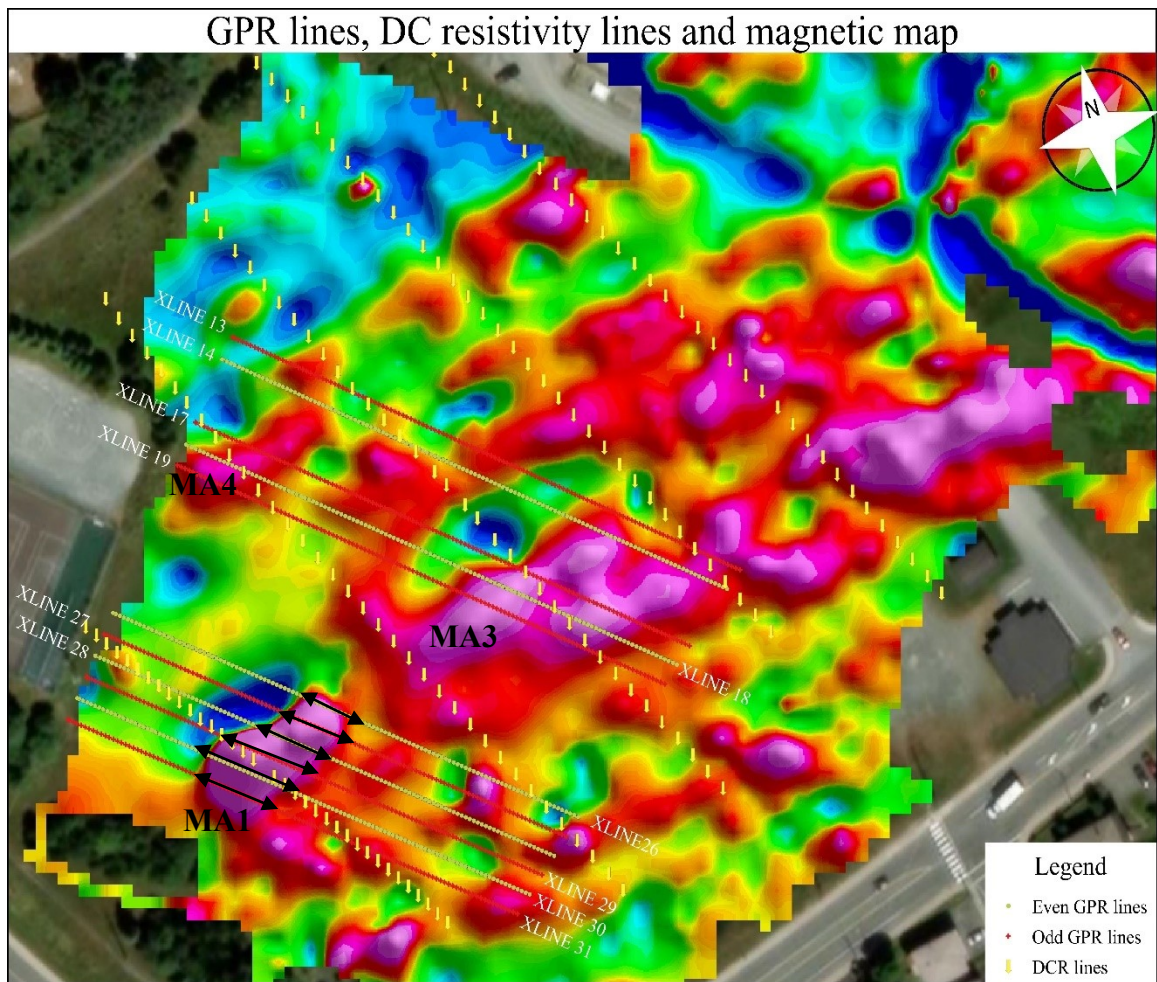 GPR lines, DC resistivity lines and magnetic map
N
XLINE 13
XLINE 14
XLINE 17
XLINE 19
MA4
XLINE 27
XLINE 28
MA3
XLINE 18
MA1
XLINE26
XLINE 29
XLINE 30
XLINE 31
Legend
Even GPR lines
Odd GPR lines
DCR lines